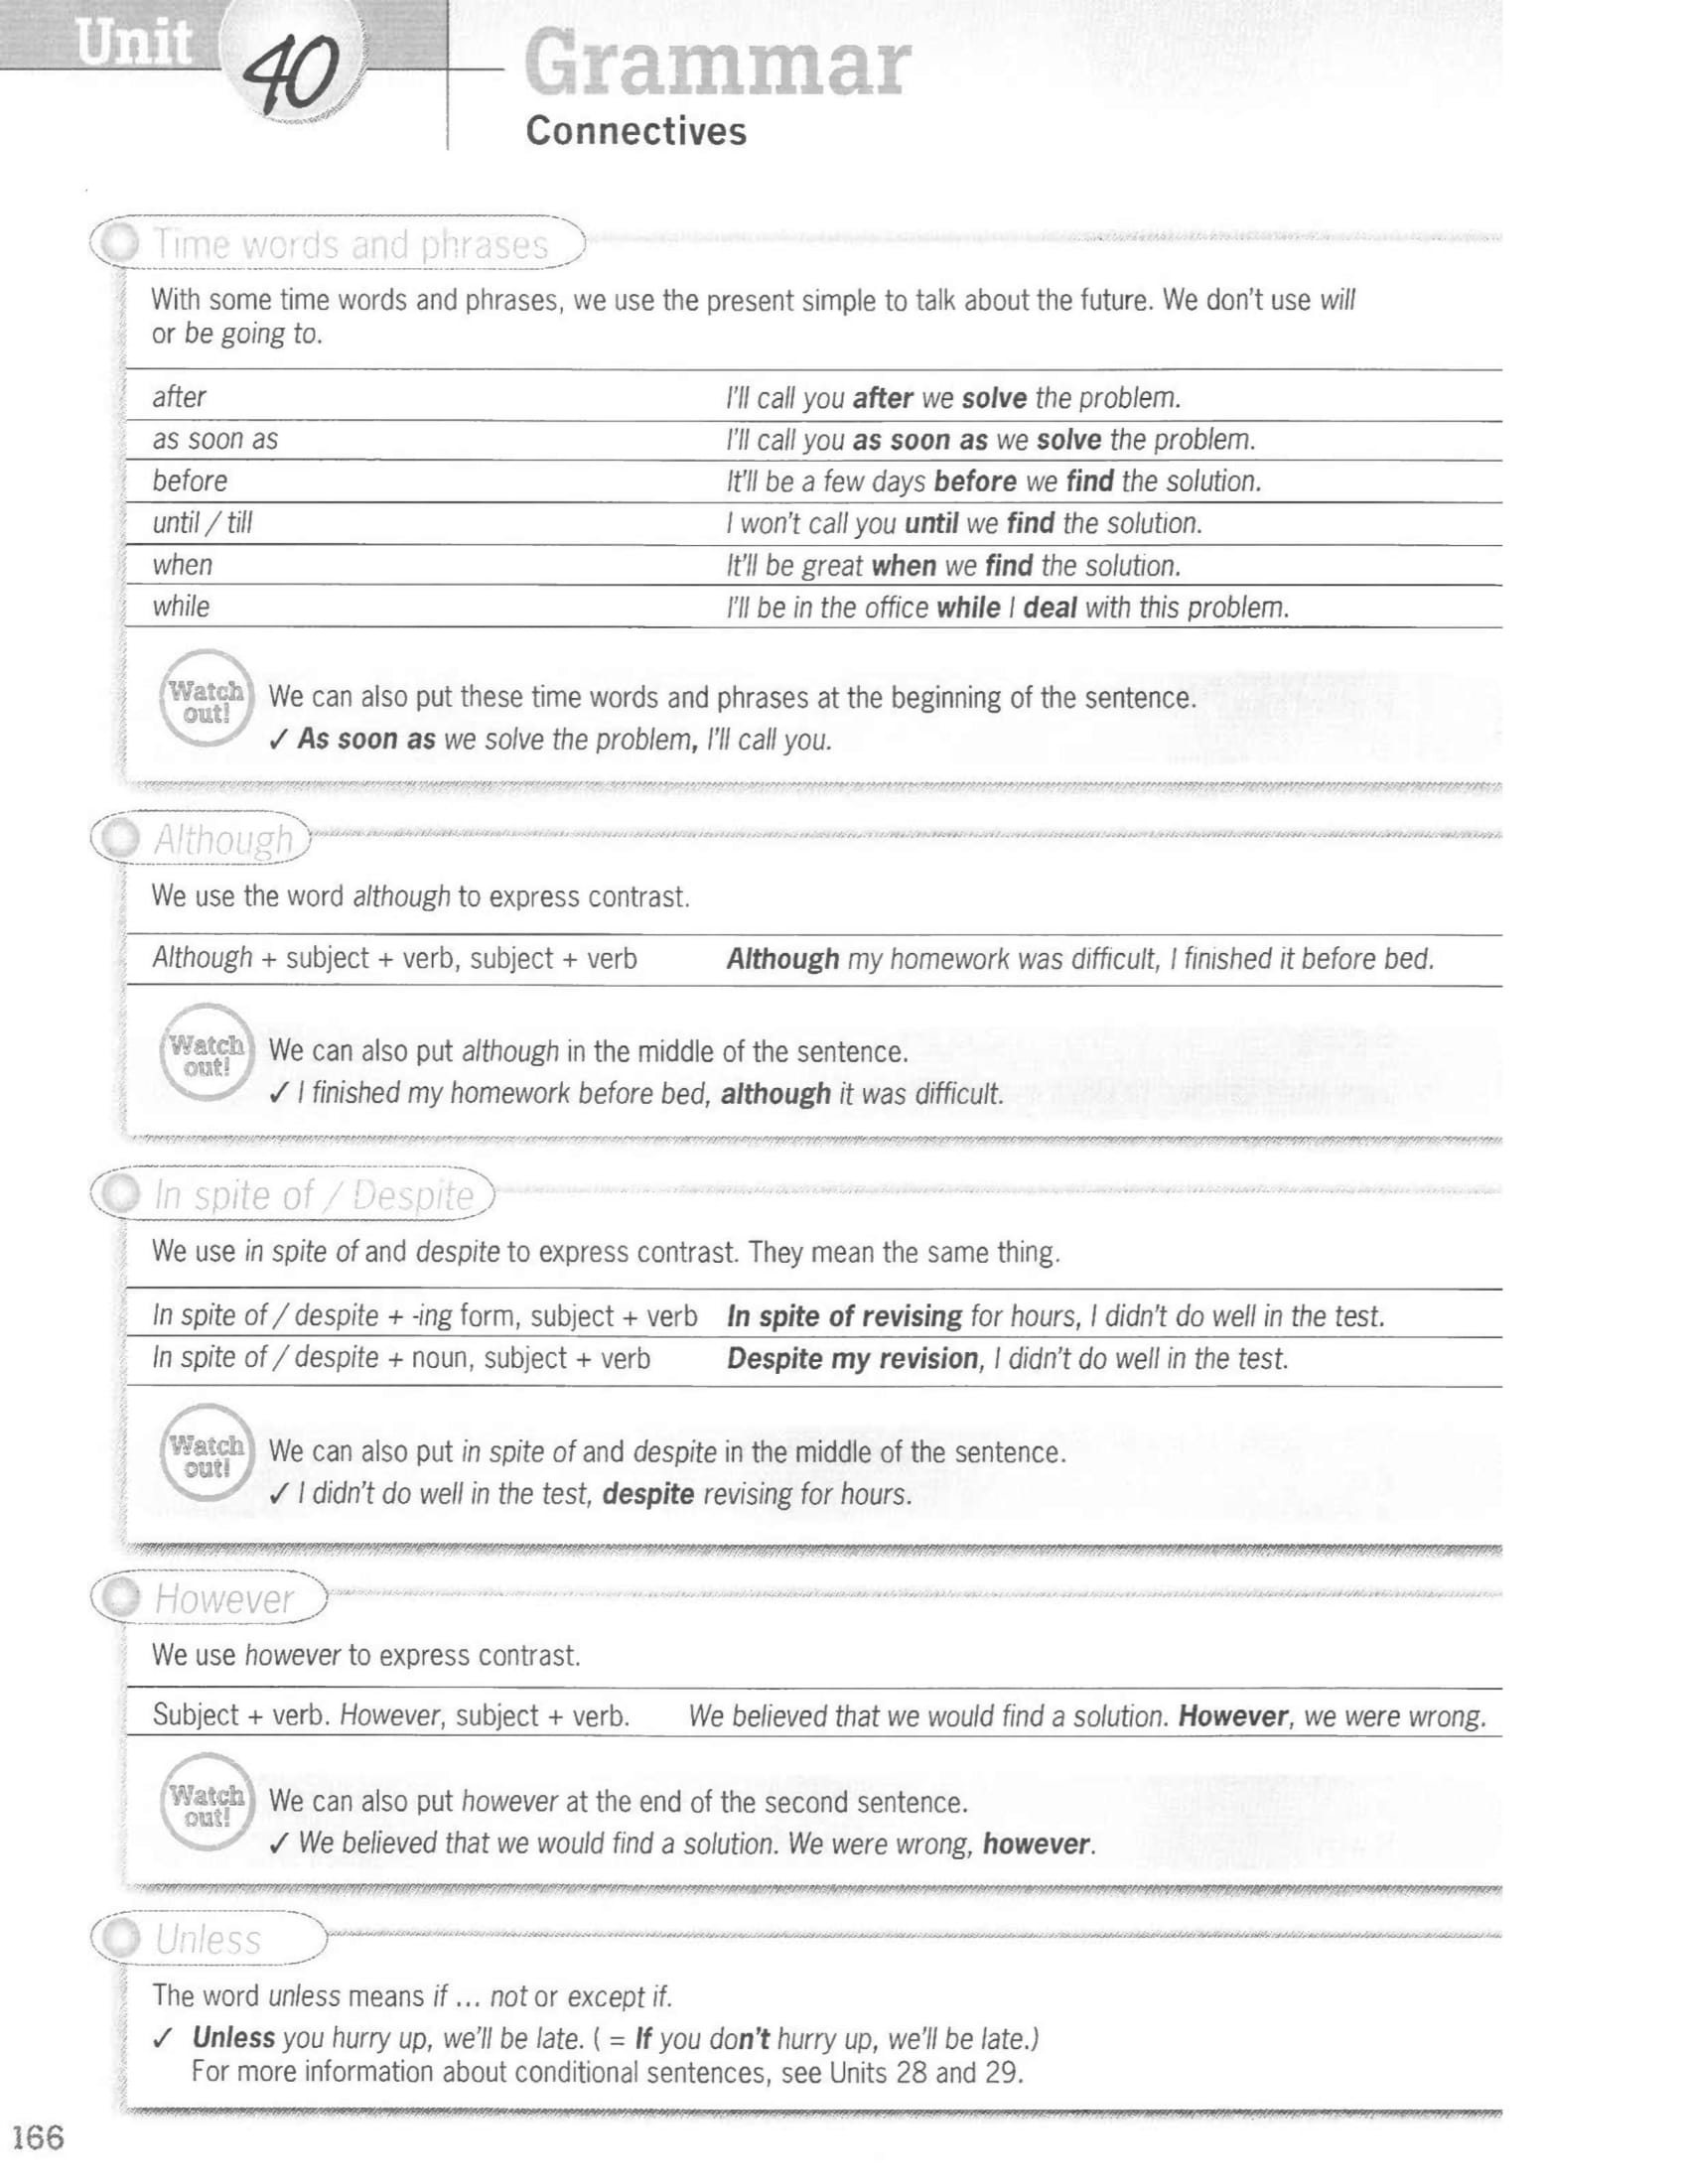 Unit 40
Grammar
Connectives
Time words and phrases
With some time words and phrases, we use the present simple to talk about the future. We don't use will
or be going to.
after I'll call you after we solve the problem.
as soon as I'll call you as soon as we solve the problem.
before It'll be a few days before we find the solution.
until / till I won't call you until we find the solution.
when It'll be great when we find the solution.
while I'll be in the office while I deal with this problem.
Watch out! We can also put these time words and phrases at the beginning of the sentence.
✓ As soon as we solve the problem, I'll call you.
Although
We use the word although to express contrast.
Although + subject + verb, subject + verb Although my homework was difficult, I finished it before bed.
Watch out! We can also put although in the middle of the sentence.
✓ I finished my homework before bed, although it was difficult.
In spite of / Despite
We use in spite of and despite to express contrast. They mean the same thing.
In spite of / despite + -ing form, subject + verb In spite of revising for hours, I didn't do well in the test.
In spite of / despite + noun, subject + verb Despite my revision, I didn't do well in the test.
Watch out! We can also put in spite of and despite in the middle of the sentence.
✓ I didn't do well in the test, despite revising for hours.
However
We use however to express contrast.
Subject + verb. However, subject + verb. We believed that we would find a solution. However, we were wrong.
Watch out! We can also put however at the end of the second sentence.
✓ We believed that we would find a solution. We were wrong, however.
Unless
The word unless means if ... not or except if.
✓ Unless you hurry up, we'll be late. ( = If you don't hurry up, we'll be late.)
For more information about conditional sentences, see Units 28 and 29.
166